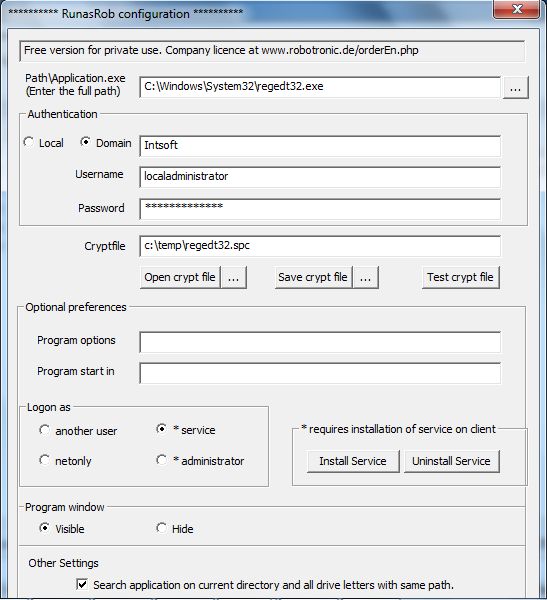 ********** RunasRob configuration ***********
Free version for private use. Company licence at www.robotronic.de/orderEn.php
Path\Application.exe
(Enter the full path)
C:\Windows\System32\regedt32.exe
...
Authentication
Local
Domain
Intsoft
Username
localadministrator
Password
*************
Cryptfile
c:\temp\regedt32.spc
Open crypt file
...
Save crypt file
...
Test crypt file
Optional preferences
Program options
Program start in
Logon as
another user
* service
netonly
* administrator
* requires installation of service on client
Install Service
Uninstall Service
Program window
Visible
Hide
Other Settings
Search application on current directory and all drive letters with same path.